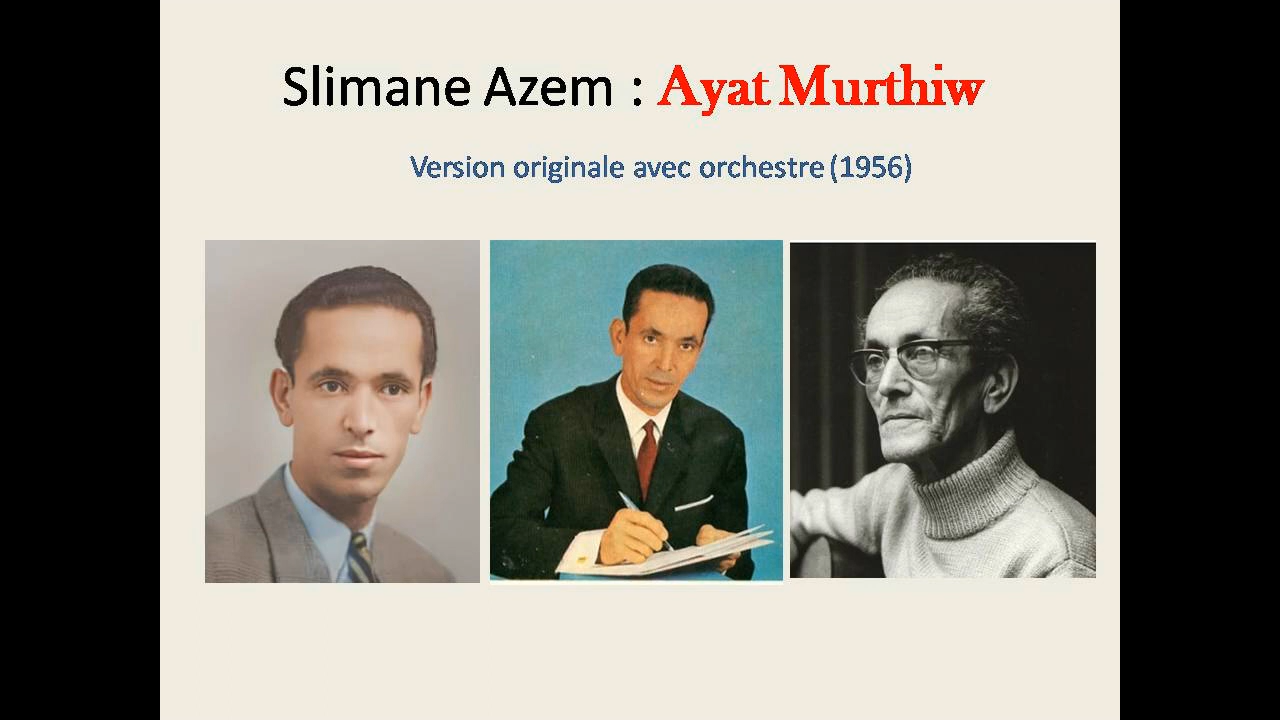 Slimane Azem : Ayat Murthiw
Version originale avec orchestre (1956)